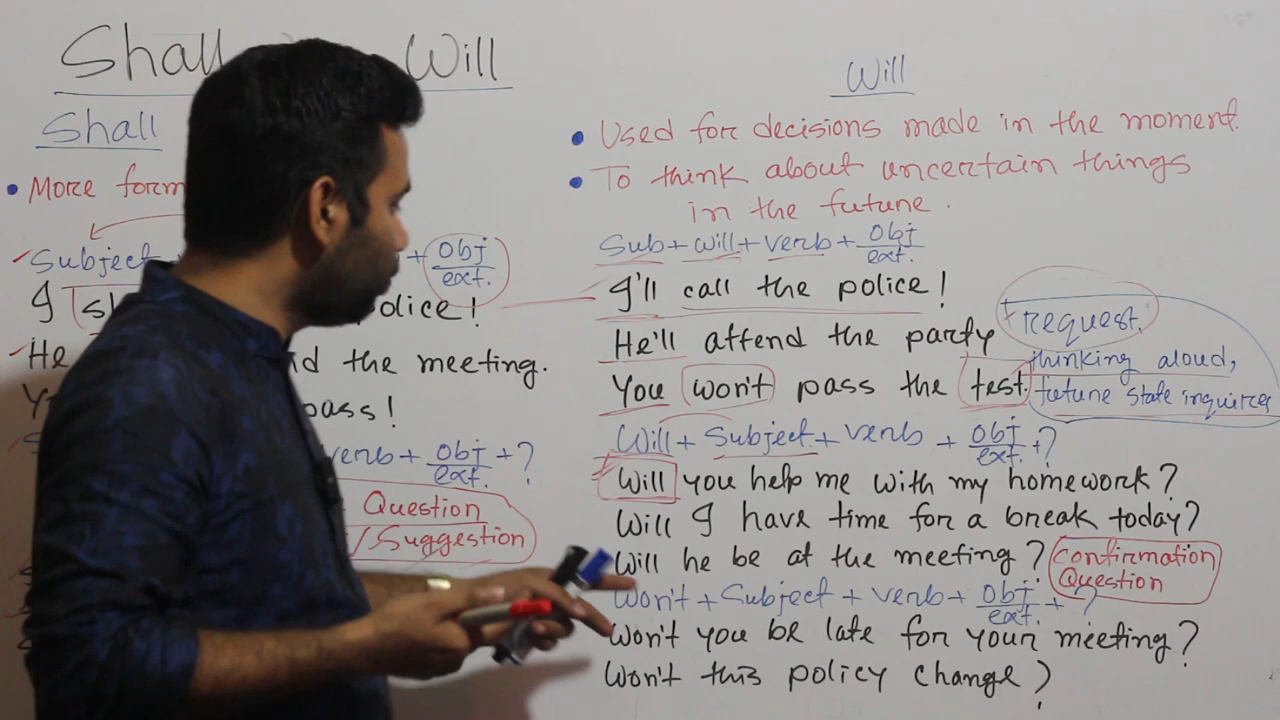 Shall Will
Shall
• More form
Subject + Obj/ext.
I police!
He nd the meeting.
pass!
verb + Obj/ext. + ?
Question
/Suggestion
Will
• Used for decisions made in the moment.
• To think about uncertain things
in the future.
Sub + will + verb + Obj/ext.
I'll call the police!
He'll attend the party
You won't pass the test.
request.
thinking aloud,
future state inquires
Will + Subject + verb + Obj/ext. + ?
Will you help me with my homework?
Will I have time for a break today?
Will he be at the meeting?
Confirmation
Question
Won't + Subject + verb + Obj/ext. + ?
Won't you be late for your meeting?
Won't this policy change?